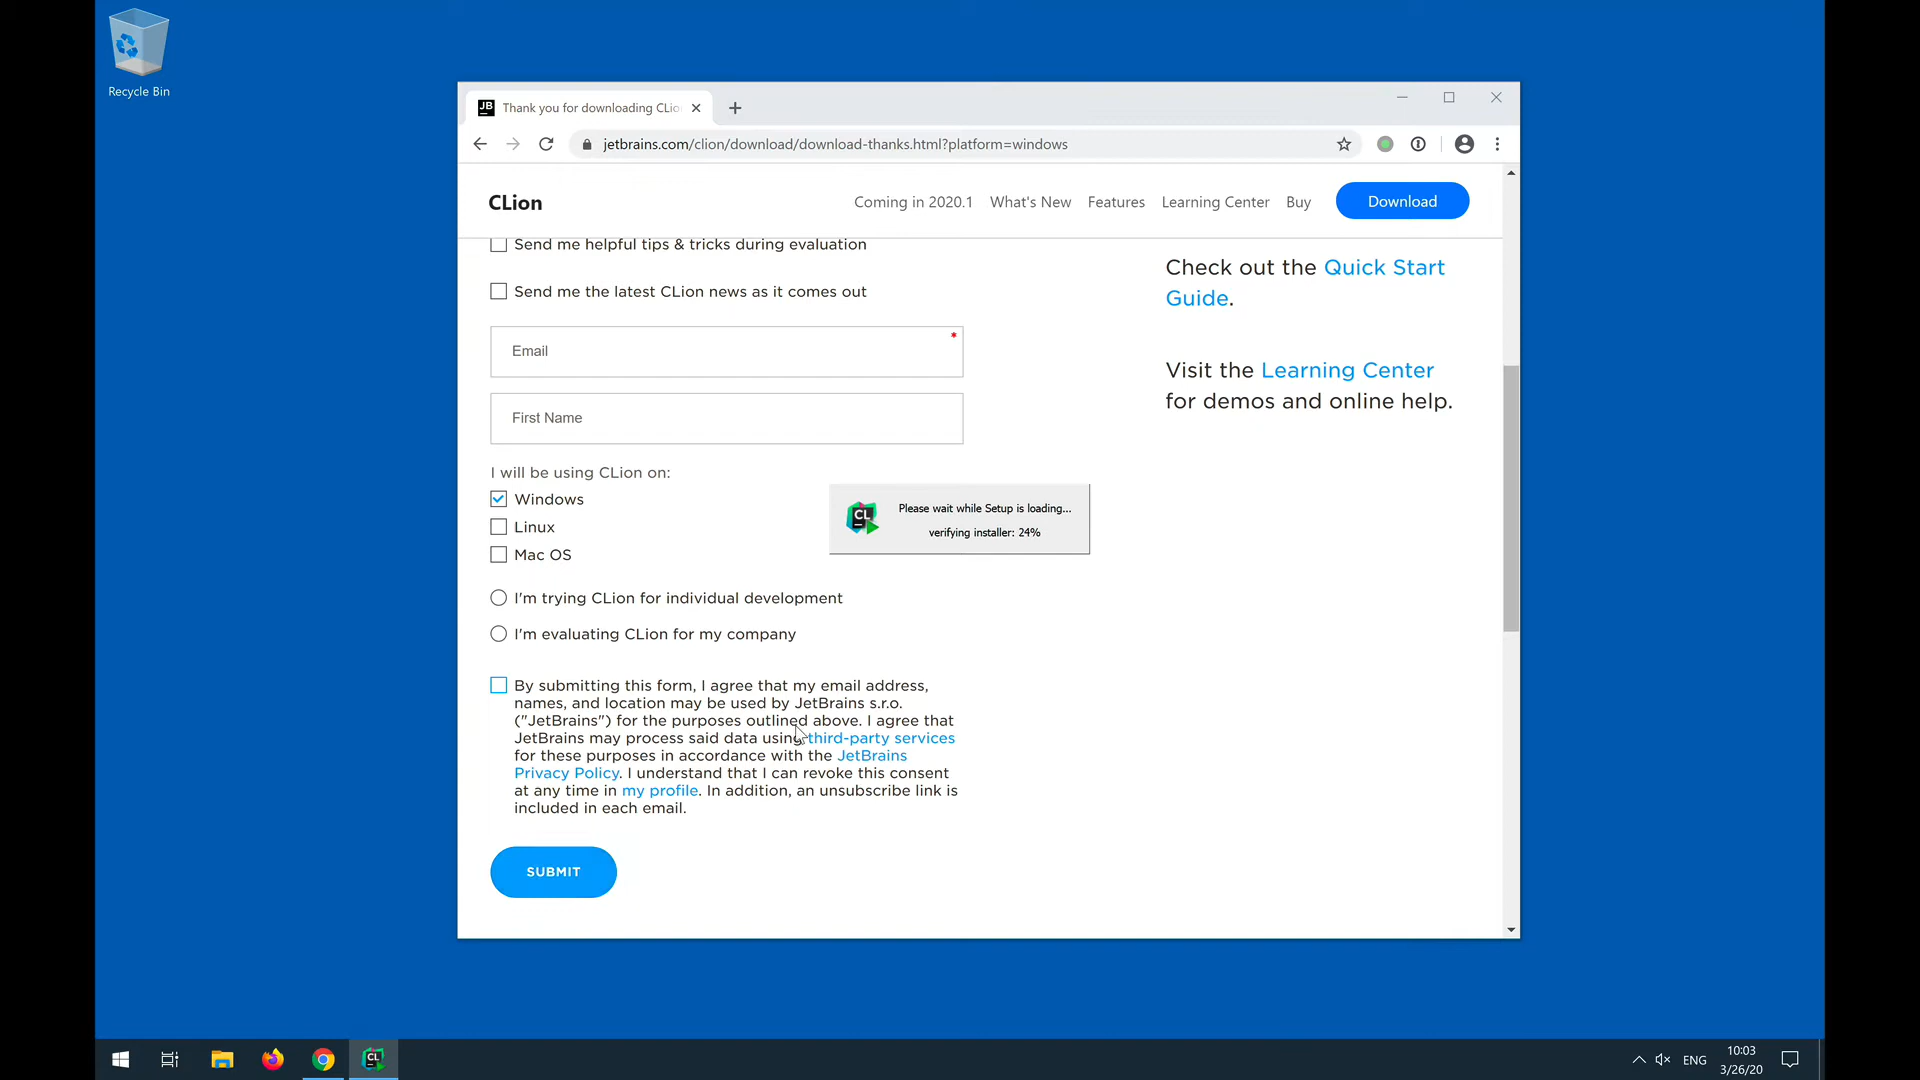 Recycle Bin
JB
Thank you for downloading CLio
jetbrains.com/clion/download/download-thanks.html?platform=windows
CLion
Coming in 2020.1
What's New
Features
Learning Center
Buy
Download
Send me helpful tips & tricks during evaluation
Send me the latest CLion news as it comes out
Email
*
First Name
I will be using CLion on:
Windows
Linux
Mac OS
I'm trying CLion for individual development
I'm evaluating CLion for my company
By submitting this form, I agree that my email address,
names, and location may be used by JetBrains s.r.o.
("JetBrains") for the purposes outlined above. I agree that
JetBrains may process said data using third-party services
for these purposes in accordance with the JetBrains
Privacy Policy. I understand that I can revoke this consent
at any time in my profile. In addition, an unsubscribe link is
included in each email.
SUBMIT
Check out the Quick Start
Guide.
Visit the Learning Center
for demos and online help.
CL
Please wait while Setup is loading...
verifying installer: 24%
CL
ENG
10:03
3/26/20